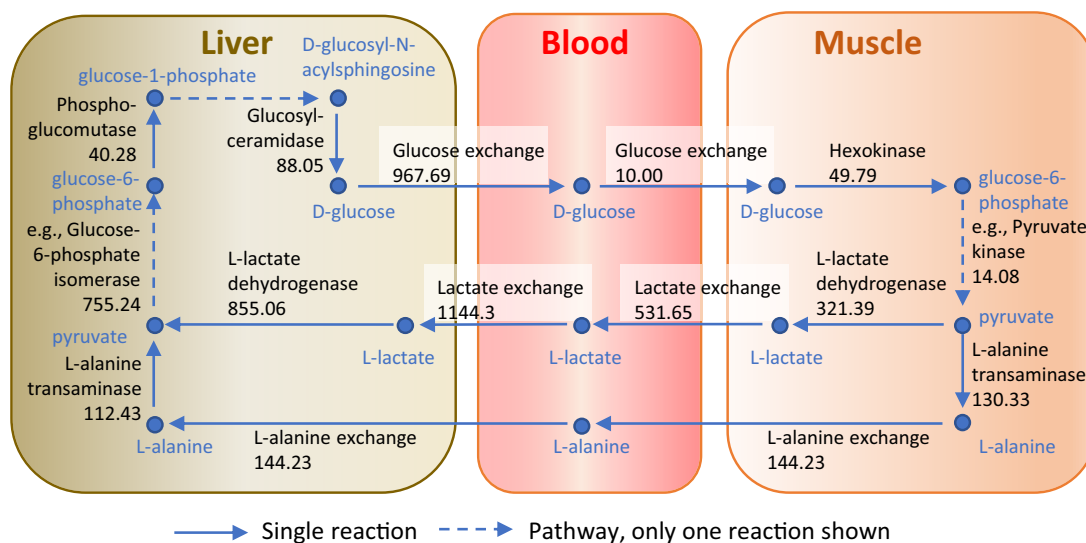 Liver
Blood
Muscle
glucose-1-phosphate
D-glucosyl-N-
acylsphingosine
Phospho-
glucomutase
40.28
Glucosyl-
ceramidase
88.05
Glucose exchange
967.69
Glucose exchange
10.00
Hexokinase
49.79
glucose-6-
phosphate
D-glucose
D-glucose
D-glucose
glucose-6-
phosphate
e.g., Glucose-
6-phosphate
isomerase
755.24
e.g., Pyruvate
kinase
14.08
L-lactate
dehydrogenase
855.06
Lactate exchange
1144.3
Lactate exchange
531.65
L-lactate
dehydrogenase
321.39
pyruvate
L-lactate
L-lactate
L-lactate
pyruvate
L-alanine
transaminase
112.43
L-alanine
transaminase
130.33
L-alanine
L-alanine exchange
144.23
L-alanine
L-alanine exchange
144.23
L-alanine
Single reaction
Pathway, only one reaction shown